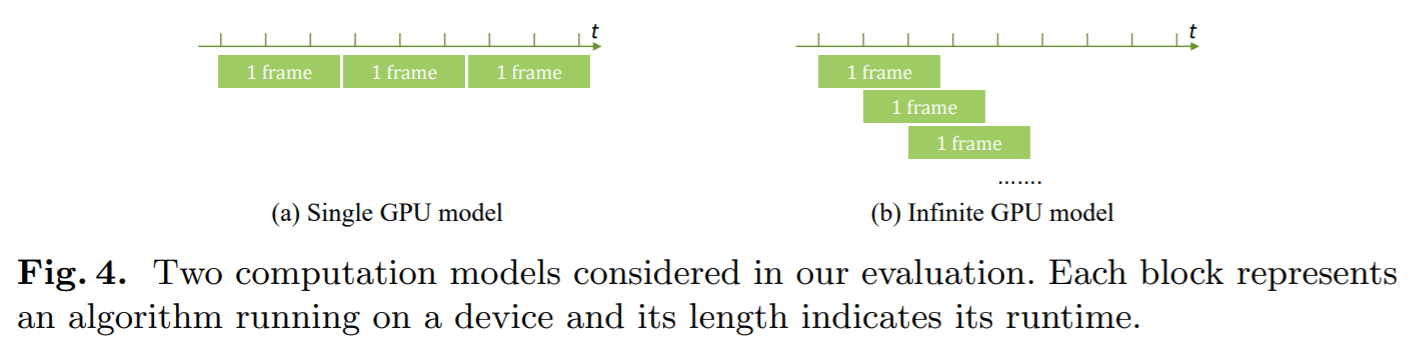 t
1 frame 1 frame 1 frame
(a) Single GPU model
t
1 frame
1 frame
1 frame
.......
(b) Infinite GPU model
Fig. 4. Two computation models considered in our evaluation. Each block represents
an algorithm running on a device and its length indicates its runtime.